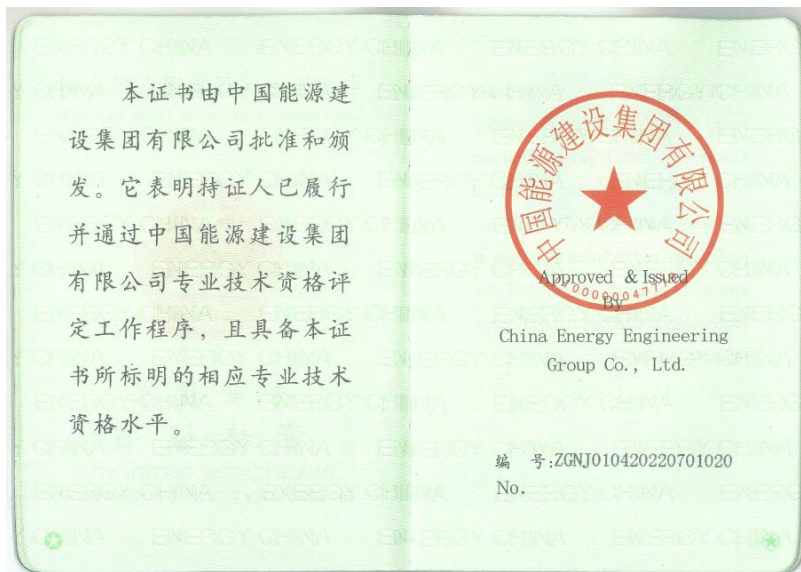 本证书由中国能源建
设集团有限公司批准和颁
发。它表明持证人已履行
并通过中国能源建设集团
有限公司专业技术资格评
定工作程序，且具备本证
书所标明的相应专业技术
资格水平。
中国能源建设集团有限公司
Approved & Issued
By
China Energy Engineering
Group Co., Ltd.
编 号:ZGNJ010420220701020
No.
ENERGY CHINA